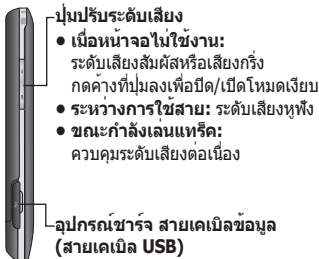 ปุ่มปรับระดับเสียง
● เมื่อหน้าจอไม่ใช้งาน:
ระดับเสียงสัมผัสหรือเสียงกริ่ง
กดค้างที่ปุ่มลงเพื่อปิด/เปิดโหมดเงียบ
● ระหว่างการใช้สาย: ระดับเสียงหูฟัง
● ขณะกำลังเล่นแทร็ค:
ควบคุมระดับเสียงต่อเนื่อง
อุปกรณ์ชาร์จ สายเคเบิลข้อมูล
(สายเคเบิล USB)